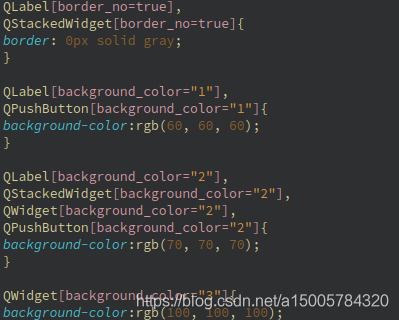 QLabel[border_no=true],
QStackedWidget[border_no=true]{
border: 0px solid gray;
}
QLabel[background_color="1"],
QPushButton[background_color="1"]{
background-color:rgb(60, 60, 60);
}
QLabel[background_color="2"],
QStackedWidget[background_color="2"],
QWidget[background_color="2"],
QPushButton[background_color="2"]{
background-color:rgb(70, 70, 70);
}
QWidget[background_color="3"{
https://blog.csdn.net/a15005784320
background-color:rgb(100, 100, 100);